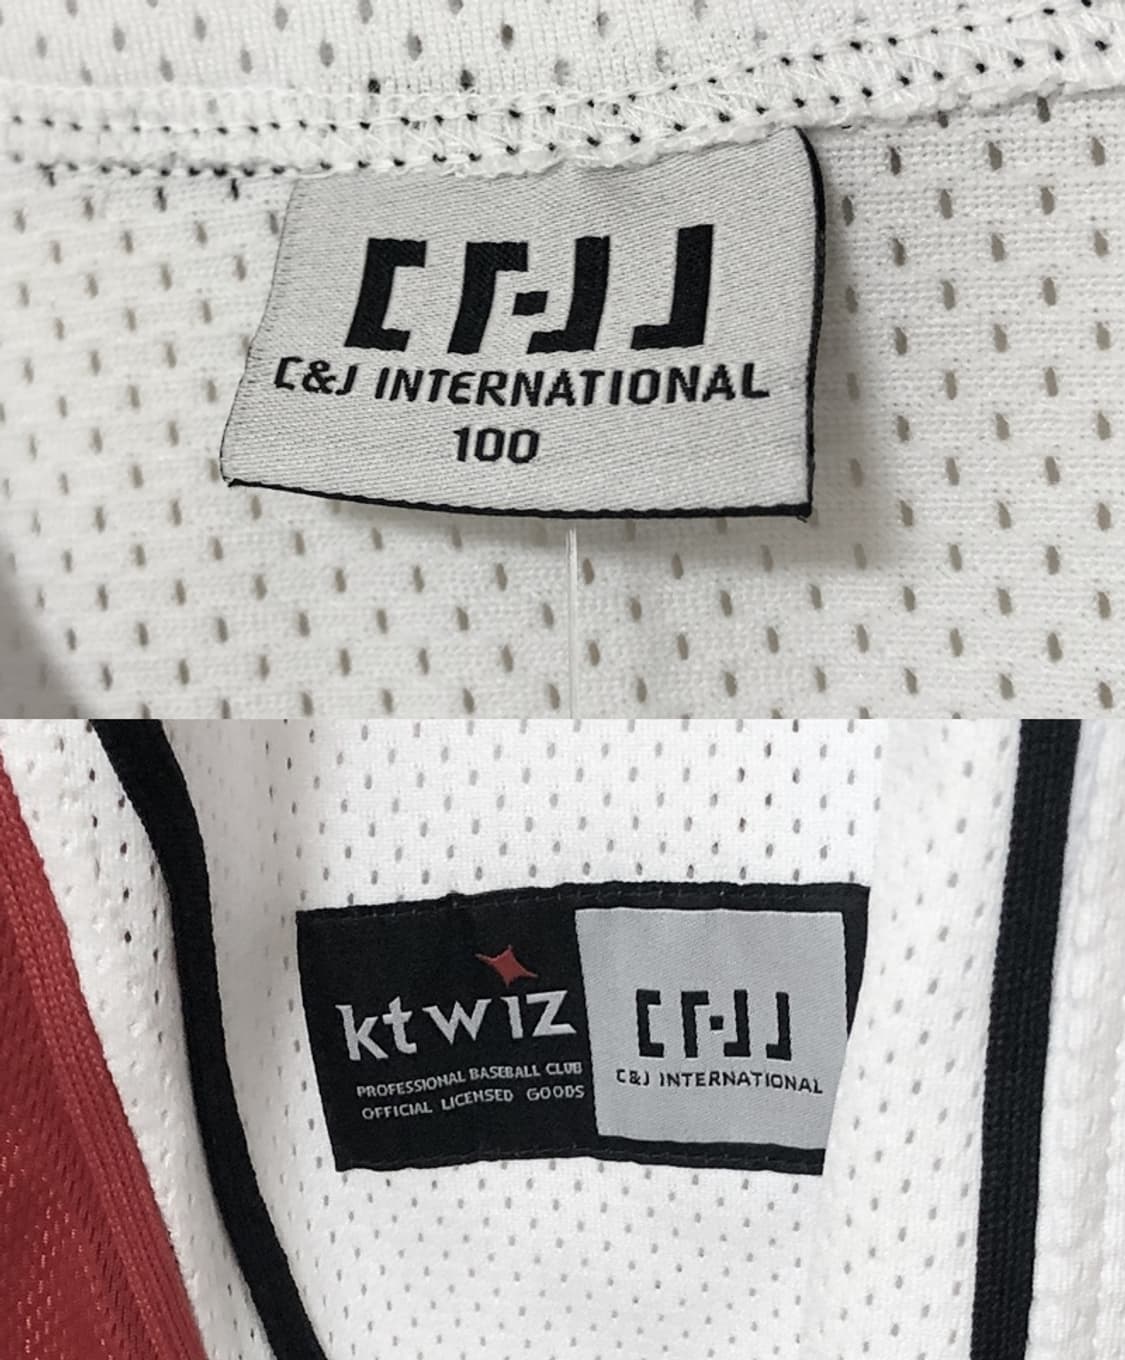 C&J
C&J INTERNATIONAL
100
kt wiz
PROFESSIONAL BASEBALL CLUB
OFFICIAL LICENSED GOODS
C&J
C&J INTERNATIONAL